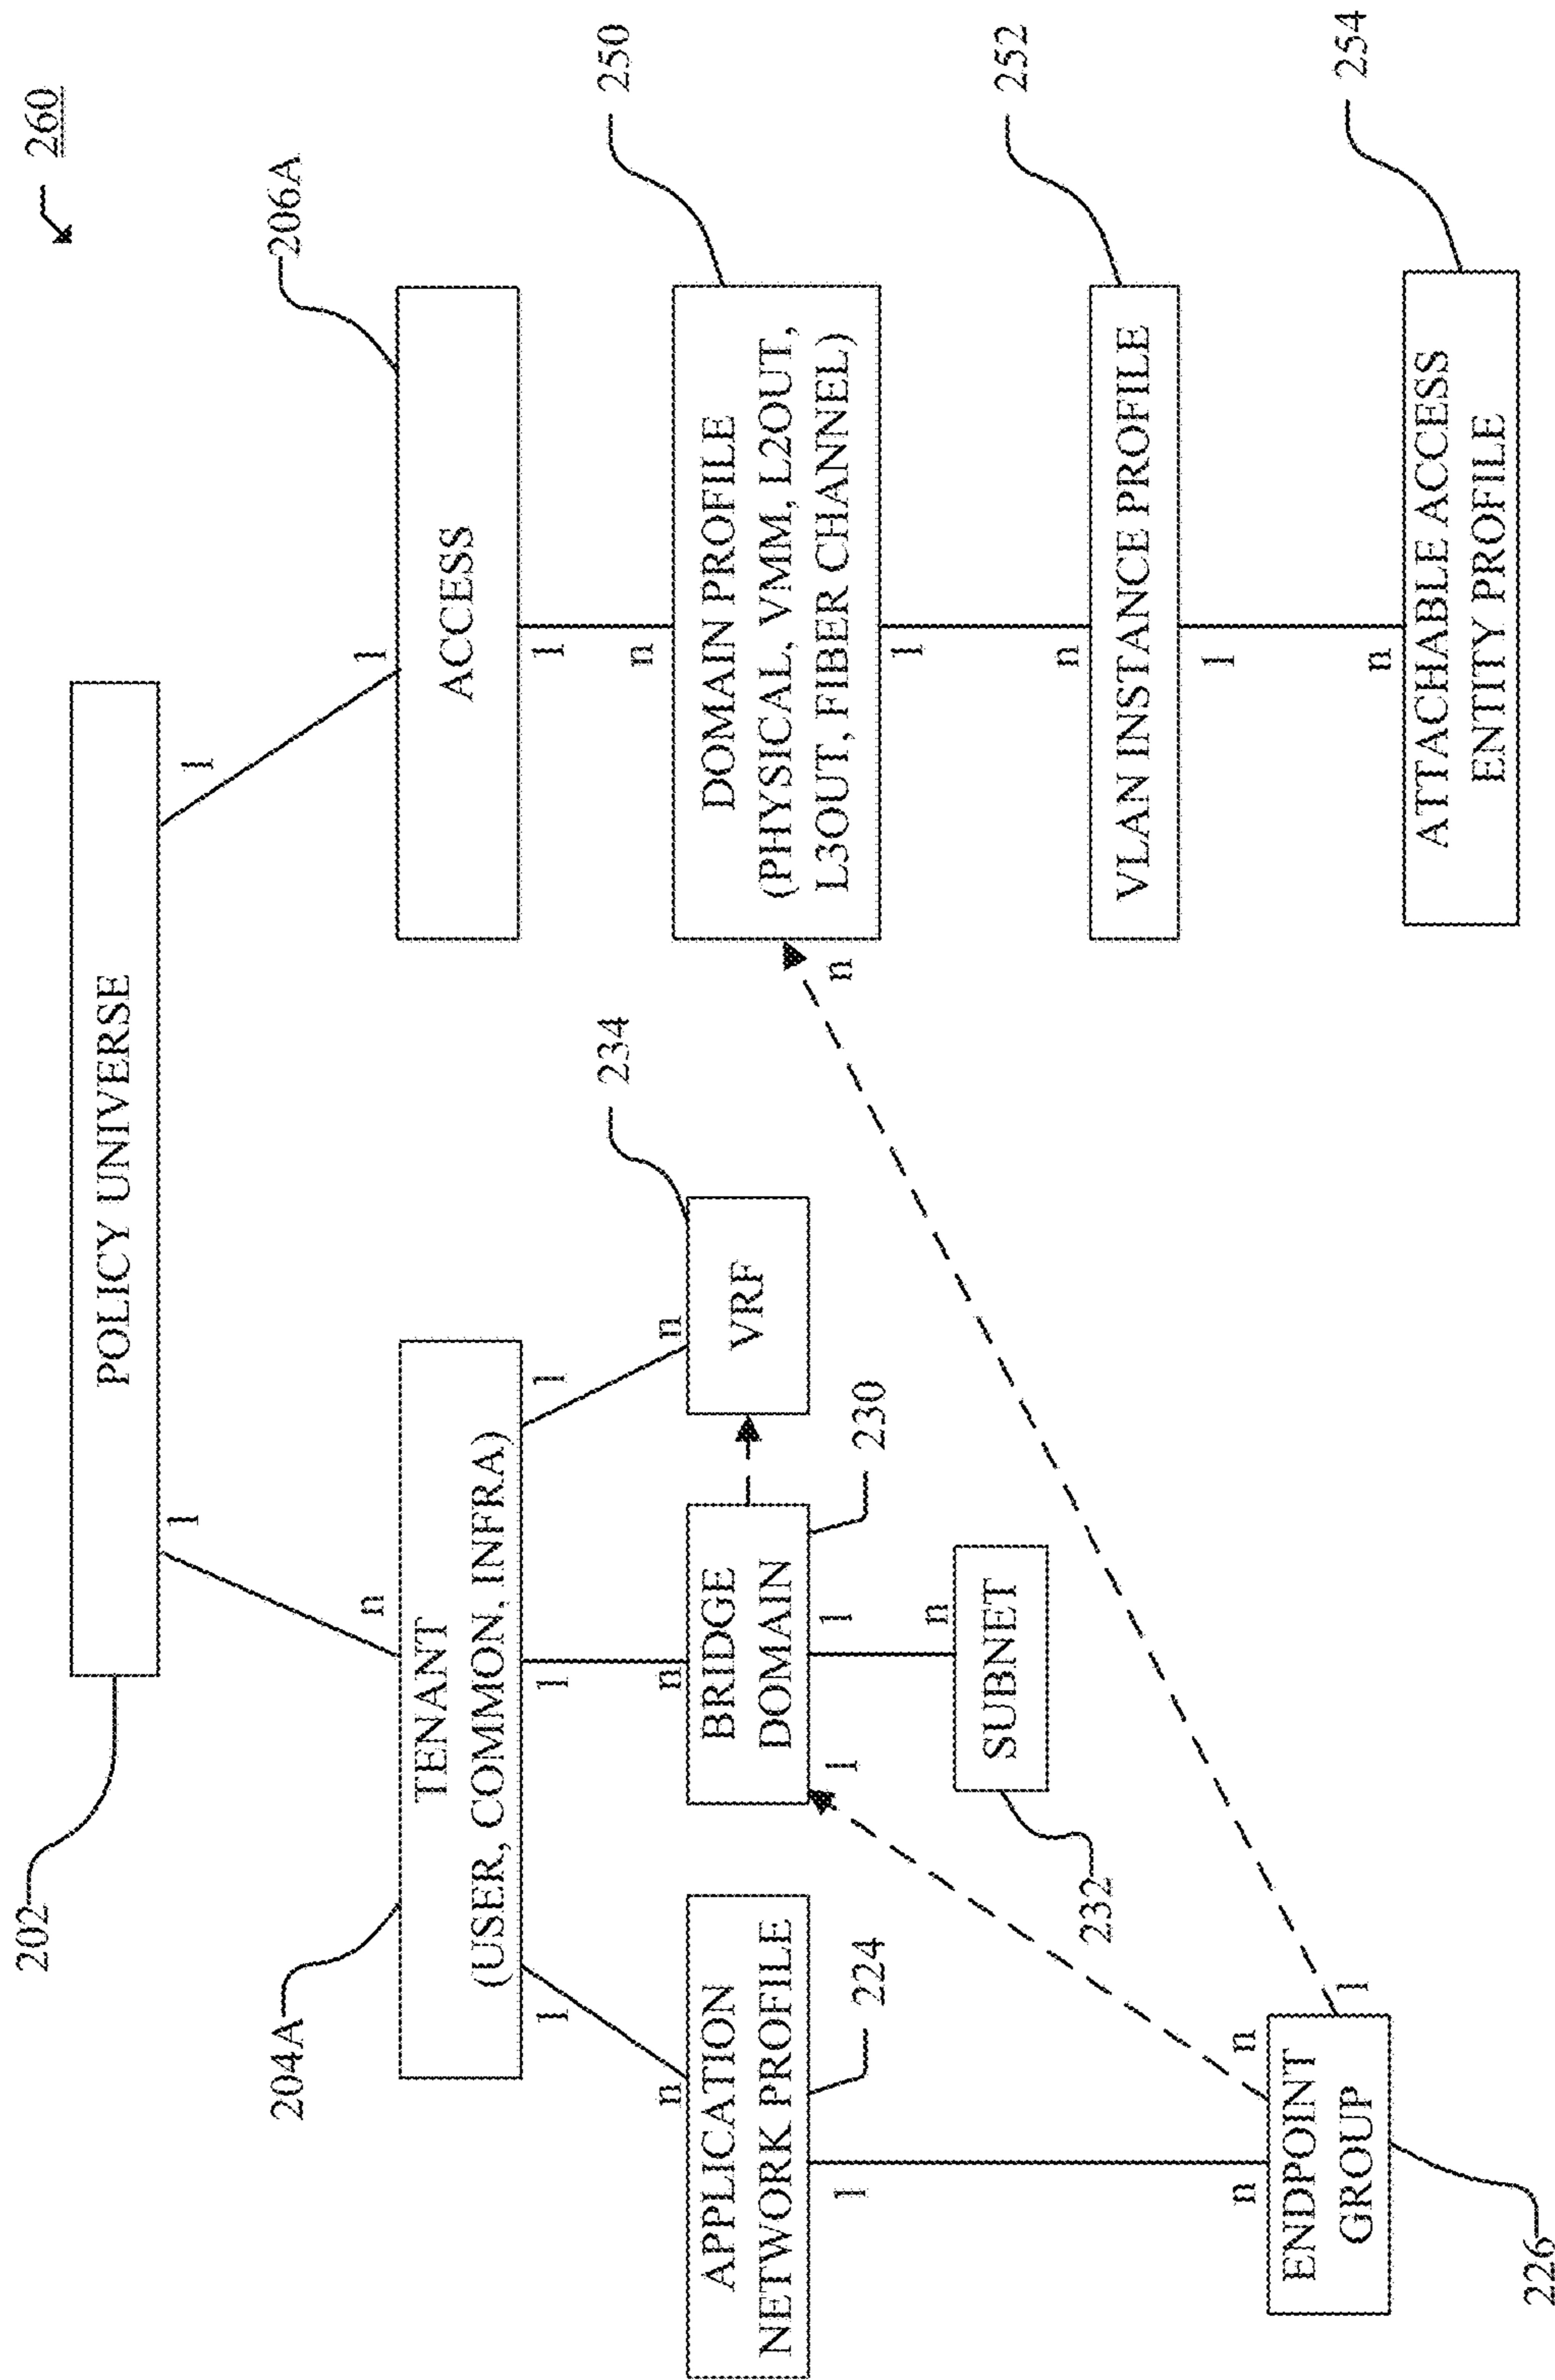 260
202
POLICY UNIVERSE
1
1
204A
n
1
206A
TENANT
(USER, COMMON, INFRA)
ACCESS
1
1
1
1
n
n
n
n
234
250
APPLICATION
NETWORK PROFILE
BRIDGE
DOMAIN
VRF
DOMAIN PROFILE
(PHYSICAL, VMM, L2OUT,
L3OUT, FIBER CHANNEL)
1
224
1
1
230
n
1
n
SUBNET
232
n
252
VLAN INSTANCE PROFILE
1
n
n
1
n
254
ENDPOINT
GROUP
226
ATTACHABLE ACCESS
ENTITY PROFILE